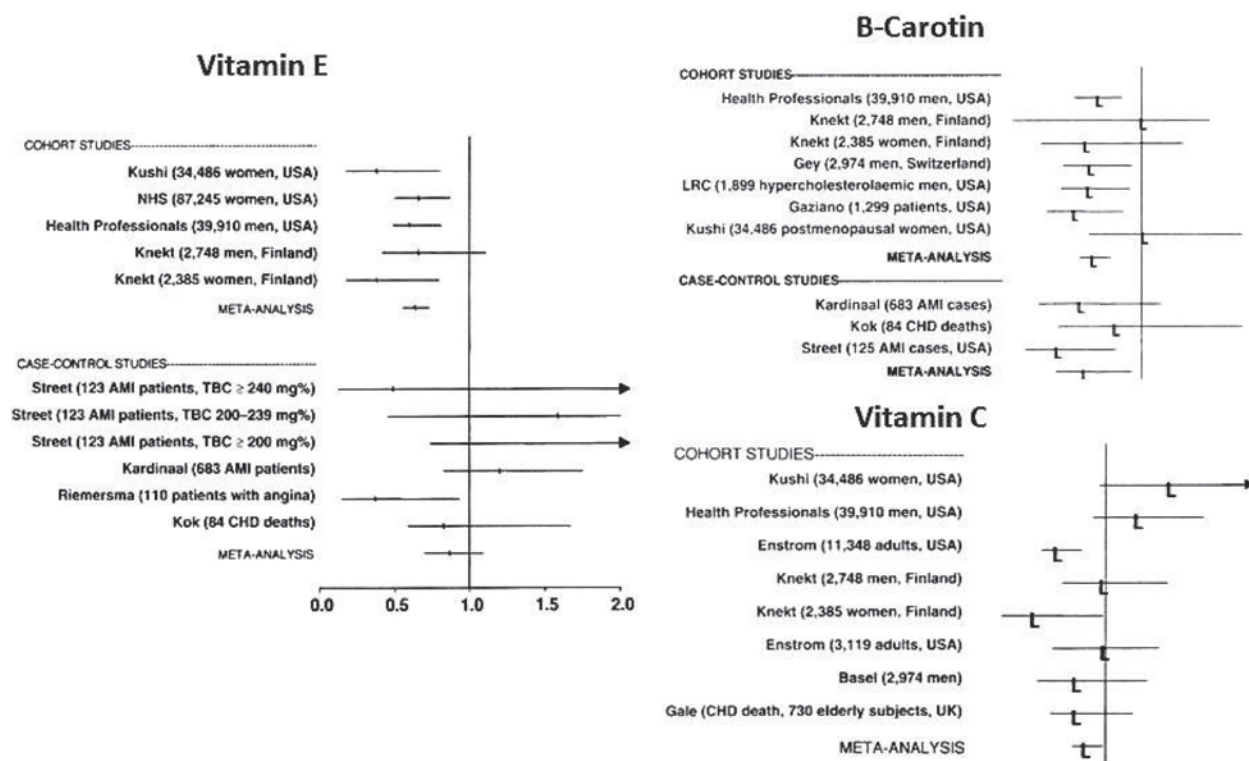 Vitamin E
COHORT STUDIES
Kushi (34,486 women, USA)
NHS (87,245 women, USA)
Health Professionals (39,910 men, USA)
Knekt (2,748 men, Finland)
Knekt (2,385 women, Finland)
META-ANALYSIS
CASE-CONTROL STUDIES
Street (123 AMI patients, TBC ≥ 240 mg%)
Street (123 AMI patients, TBC 200–239 mg%)
Street (123 AMI patients, TBC ≥ 200 mg%)
Kardinaal (683 AMI patients)
Riemersma (110 patients with angina)
Kok (84 CHD deaths)
META-ANALYSIS
0.0 0.5 1.0 1.5 2.0
B-Carotin
COHORT STUDIES
Health Professionals (39,910 men, USA)
Knekt (2,748 men, Finland)
Knekt (2,385 women, Finland)
Gey (2,974 men, Switzerland)
LRC (1,899 hypercholesterolaemic men, USA)
Gaziano (1,299 patients, USA)
Kushi (34,486 postmenopausal women, USA)
META-ANALYSIS
CASE-CONTROL STUDIES
Kardinaal (683 AMI cases)
Kok (84 CHD deaths)
Street (125 AMI cases, USA)
META-ANALYSIS
Vitamin C
COHORT STUDIES
Kushi (34,486 women, USA)
Health Professionals (39,910 men, USA)
Enstrom (11,348 adults, USA)
Knekt (2,748 men, Finland)
Knekt (2,385 women, Finland)
Enstrom (3,119 adults, USA)
Basel (2,974 men)
Gale (CHD death, 730 elderly subjects, UK)
META-ANALYSIS